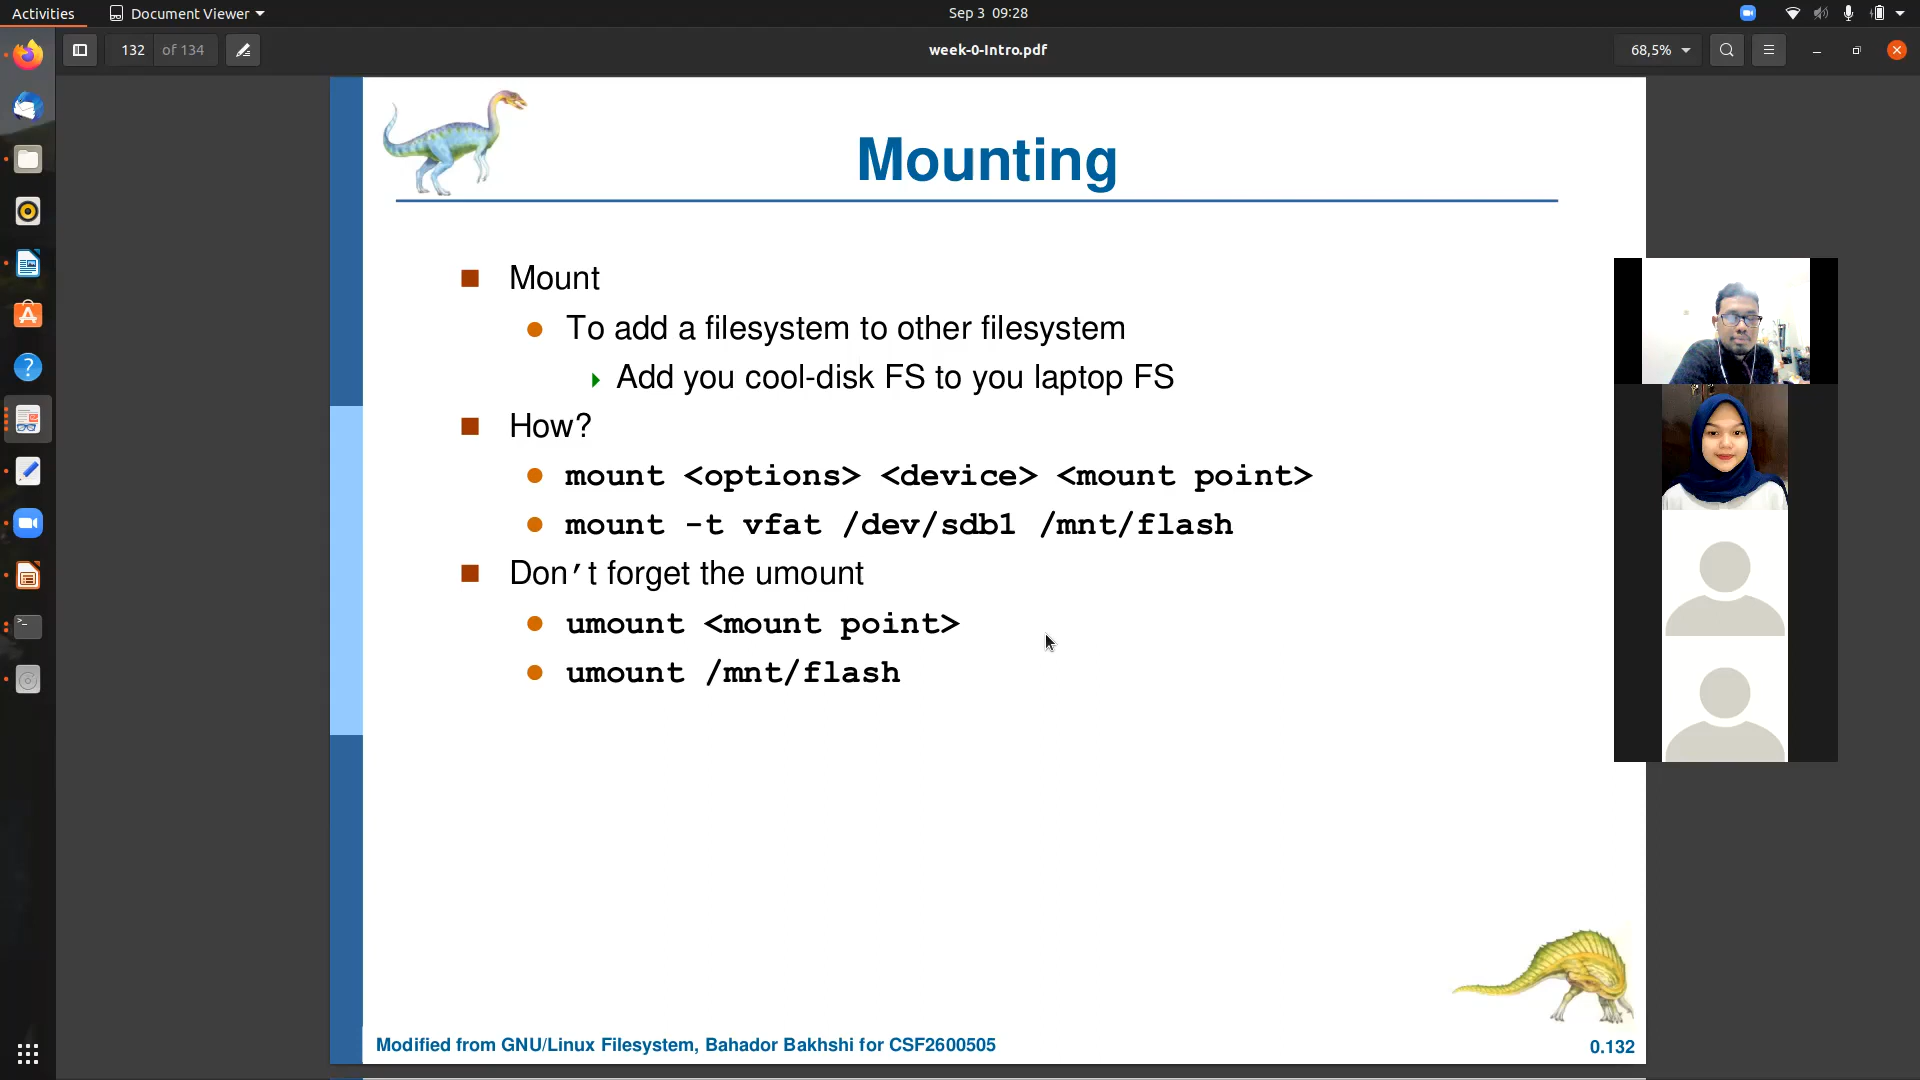 Activities
Document Viewer
Sep 3 09:28
132 of 134
week-0-Intro.pdf
68,5%
Mounting
Mount
To add a filesystem to other filesystem
Add you cool-disk FS to you laptop FS
How?
mount <options> <device> <mount point>
mount -t vfat /dev/sdb1 /mnt/flash
Don’t forget the umount
umount <mount point>
umount /mnt/flash
Modified from GNU/Linux Filesystem, Bahador Bakhshi for CSF2600505
0.132